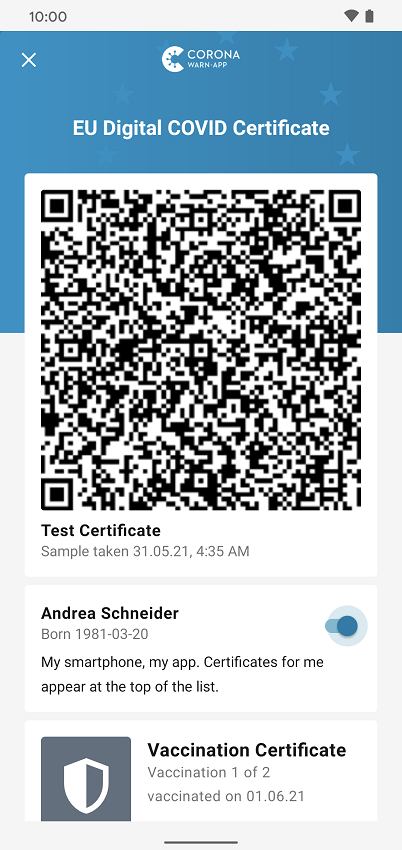 10:00
CORONA
WARN-APP
EU Digital COVID Certificate
Test Certificate
Sample taken 31.05.21, 4:35 AM
Andrea Schneider
Born 1981-03-20
My smartphone, my app. Certificates for me
appear at the top of the list.
Vaccination Certificate
Vaccination 1 of 2
vaccinated on 01.06.21